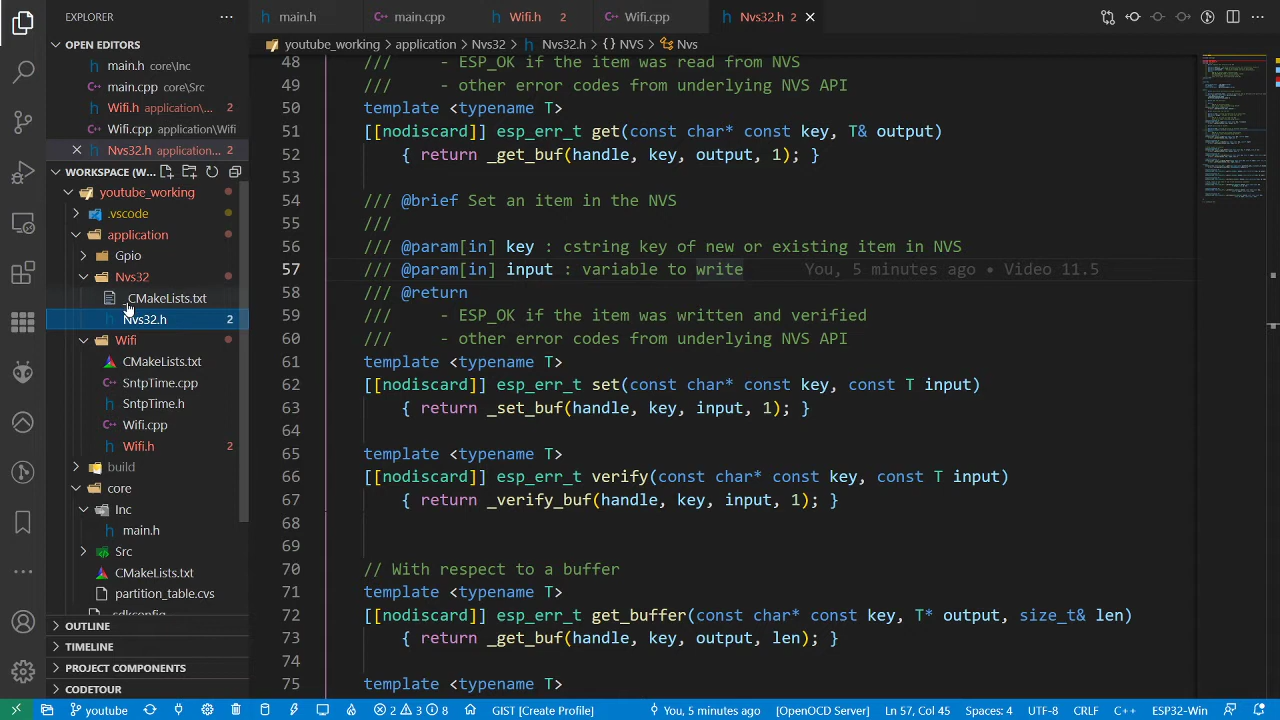 EXPLORER
main.h
main.cpp
Wifi.h 2
Wifi.cpp
Nvs32.h 2
OPEN EDITORS
main.h core\Inc
main.cpp core\Src
Wifi.h application\... 2
Wifi.cpp application\Wifi
Nvs32.h application... 2
WORKSPACE (W...
youtube_working
.vscode
application
Gpio
Nvs32
_CMakeLists.txt
Nvs32.h 2
Wifi
CMakeLists.txt
SntpTime.cpp
SntpTime.h
Wifi.cpp
Wifi.h 2
build
core
Inc
main.h
Src
CMakeLists.txt
partition_table.cvs
sdkconfig
OUTLINE
TIMELINE
PROJECT COMPONENTS
CODETOUR
youtube_working > application > Nvs32 > Nvs32.h > {} NVS > Nvs
48 /// - ESP_OK if the item was read from NVS
49 /// - other error codes from underlying NVS API
50 template <typename T>
51 [[nodiscard]] esp_err_t get(const char* const key, T& output)
52 { return _get_buf(handle, key, output, 1); }
53
54 /// @brief Set an item in the NVS
55 ///
56 /// @param[in] key : cstring key of new or existing item in NVS
57 /// @param[in] input : variable to write You, 5 minutes ago • Video 11.5
58 /// @return
59 /// - ESP_OK if the item was written and verified
60 /// - other error codes from underlying NVS API
61 template <typename T>
62 [[nodiscard]] esp_err_t set(const char* const key, const T input)
63 { return _set_buf(handle, key, input, 1); }
64
65 template <typename T>
66 [[nodiscard]] esp_err_t verify(const char* const key, const T input)
67 { return _verify_buf(handle, key, input, 1); }
68
69
70 // With respect to a buffer
71 template <typename T>
72 [[nodiscard]] esp_err_t get_buffer(const char* const key, T* output, size_t& len)
73 { return _get_buf(handle, key, output, len); }
74
75 template <typename T>
youtube 2 3 8 GIST [Create Profile] You, 5 minutes ago [OpenOCD Server] Ln 57, Col 45 Spaces: 4 UTF-8 CRLF C++ ESP32-Win